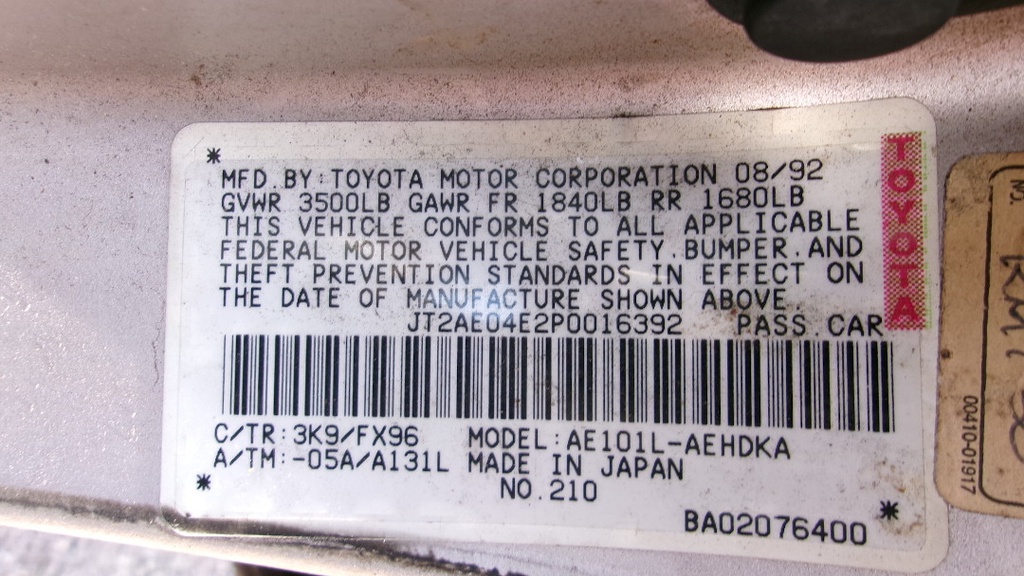 * MFD.BY:TOYOTA MOTOR CORPORATION 08/92
GVWR 3500LB GAWR FR 1840LB RR 1680LB
THIS VEHICLE CONFORMS TO ALL APPLICABLE
FEDERAL MOTOR VEHICLE SAFETY.BUMPER.AND
THEFT PREVENTION STANDARDS IN EFFECT ON
THE DATE OF MANUFACTURE SHOWN ABOVE.
JT2AE04E2P0016392 PASS.CAR
TOYOTA
C/TR:3K9/FX96 MODEL:AE101L-AEHDKA
A/TM:-05A/A131L MADE IN JAPAN
* NO.210
BA02076400 *
No.
00410-01917